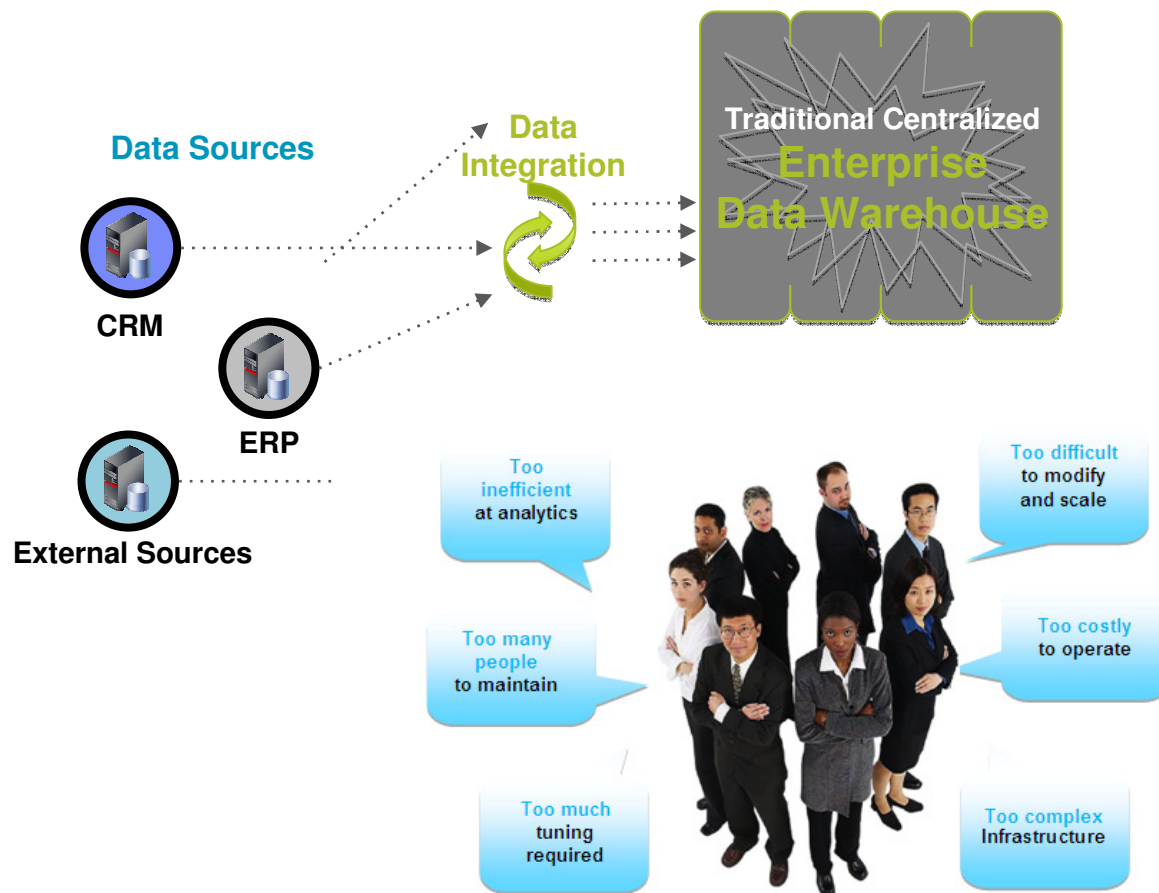 Data Sources
Data
Integration
Traditional Centralized
Enterprise
Data Warehouse
CRM
ERP
External Sources
Too
inefficient
at analytics
Too difficult
to modify
and scale
Too many
people
to maintain
Too costly
to operate
Too much
tuning
required
Too complex
Infrastructure